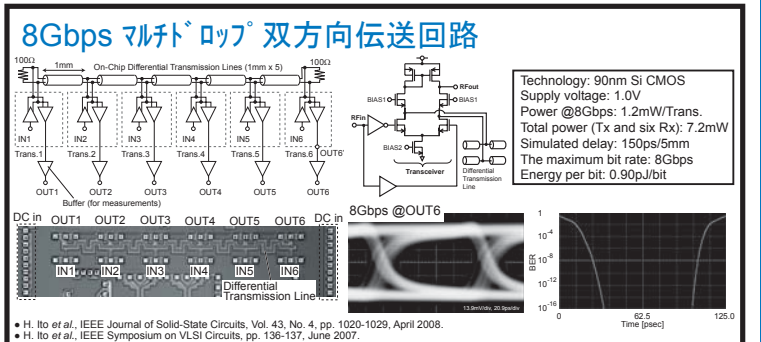 8Gbps ﾏﾙﾁﾄﾞﾛｯﾌﾟ 双方向伝送回路
100Ω
1mm
On-Chip Differential Transmission Lines (1mm x 5)
100Ω
IN1
IN2
IN3
IN4
IN5
IN6
Trans.1
Trans.2
Trans.3
Trans.4
Trans.5
Trans.6
OUT6'
OUT1
OUT2
OUT3
OUT4
OUT5
OUT6
Buffer (for measurements)
RFout
BIAS1
BIAS1
RFin
BIAS2
Transceiver
Differential
Transmission
Line
Technology: 90nm Si CMOS
Supply voltage: 1.0V
Power @8Gbps: 1.2mW/Trans.
Total power (Tx and six Rx): 7.2mW
Simulated delay: 150ps/5mm
The maximum bit rate: 8Gbps
Energy per bit: 0.90pJ/bit
DC in
OUT1
OUT2
OUT3
OUT4
OUT5
OUT6
DC in
IN1
IN2
IN3
IN4
IN5
IN6
Differential
Transmission Line
8Gbps @OUT6
13.9mV/div, 20.9ps/div
BER
1
10-4
10-8
10-12
10-16
0
62.5
125.0
Time [psec]
● H. Ito et al., IEEE Journal of Solid-State Circuits, Vol. 43, No. 4, pp. 1020-1029, April 2008.
● H. Ito et al., IEEE Symposium on VLSI Circuits, pp. 136-137, June 2007.